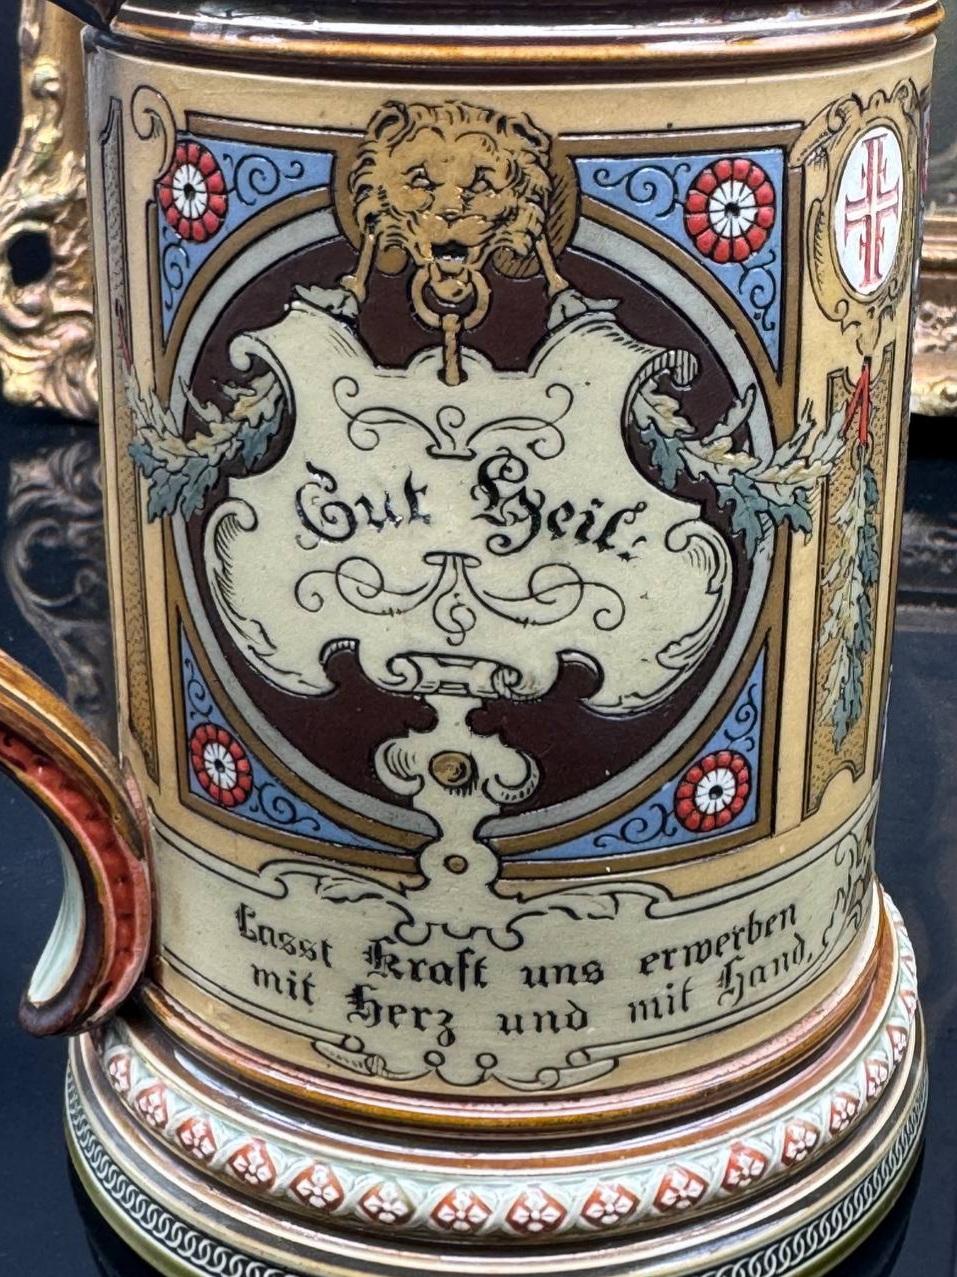 Gut Heil:
Lasst Kraft uns erwerben
mit Herz und mit Hand,